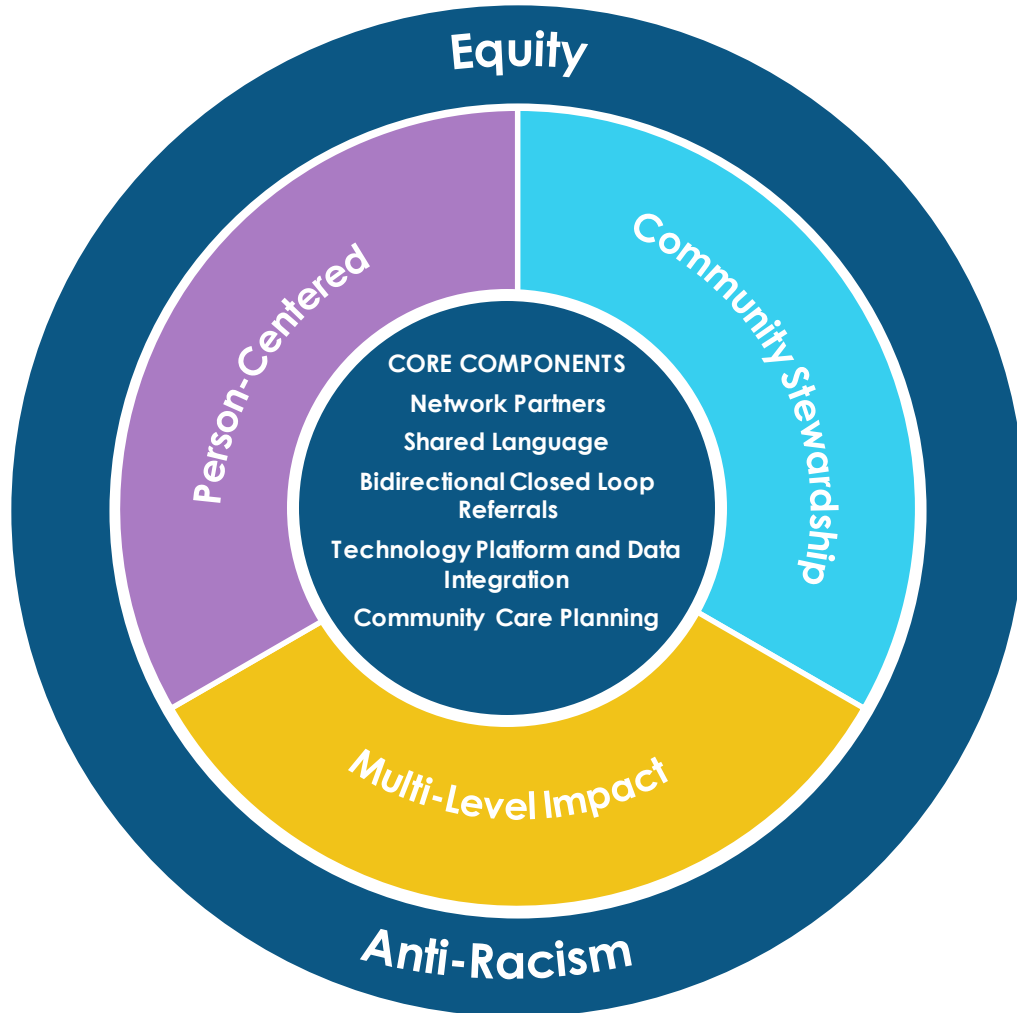 Equity
Person-Centered
Community Stewardship
CORE COMPONENTS
Network Partners
Shared Language
Bidirectional Closed Loop
Referrals
Technology Platform and Data
Integration
Community Care Planning
Multi-Level Impact
Anti-Racism